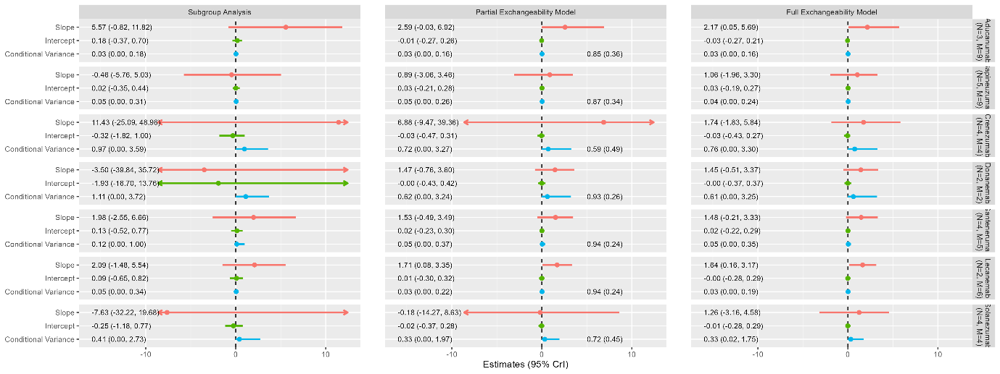 Subgroup Analysis
Partial Exchangeability Model
Full Exchangeability Model
Slope
5.57 (-0.82, 11.82)
2.59 (-0.03, 6.92)
2.17 (0.05, 5.69)
Intercept
0.18 (-0.37, 0.70)
-0.01 (-0.27, 0.26)
-0.03 (-0.27, 0.21)
Conditional Variance
0.03 (0.00, 0.18)
0.03 (0.00, 0.16)
0.85 (0.36)
0.03 (0.00, 0.16)
Aducanumab
(N=3, M=9)
Slope
-0.46 (-5.76, 5.03)
0.89 (-3.06, 3.46)
1.06 (-1.96, 3.30)
Intercept
0.02 (-0.35, 0.44)
0.03 (-0.21, 0.28)
0.03 (-0.19, 0.27)
Conditional Variance
0.05 (0.00, 0.31)
0.05 (0.00, 0.26)
0.87 (0.34)
0.04 (0.00, 0.24)
(N=5, M=9)
Slope
11.43 (-25.09, 48.96)
6.88 (-9.47, 39.36)
1.74 (-1.83, 5.84)
Intercept
-0.32 (-1.82, 1.00)
-0.03 (-0.47, 0.31)
-0.03 (-0.43, 0.27)
Conditional Variance
0.97 (0.00, 3.59)
0.72 (0.00, 3.27)
0.59 (0.49)
0.76 (0.00, 3.30)
Crenezumab
(N=4, M=4)
Slope
-3.50 (-39.84, 35.72)
1.47 (-0.76, 3.60)
1.45 (-0.51, 3.37)
Intercept
-1.93 (-16.70, 13.76)
-0.00 (-0.43, 0.42)
-0.00 (-0.37, 0.37)
Conditional Variance
1.11 (0.00, 3.72)
0.62 (0.00, 3.24)
0.93 (0.26)
0.61 (0.00, 3.25)
Donanemab
(N=2, M=2)
Slope
1.98 (-2.55, 6.66)
1.53 (-0.49, 3.49)
1.48 (-0.21, 3.33)
Intercept
0.13 (-0.52, 0.77)
0.02 (-0.23, 0.30)
0.02 (-0.22, 0.29)
Conditional Variance
0.12 (0.00, 1.00)
0.05 (0.00, 0.37)
0.94 (0.24)
0.05 (0.00, 0.35)
(N=4, M=5)
Slope
2.09 (-1.48, 5.54)
1.71 (0.08, 3.35)
1.64 (0.16, 3.17)
Intercept
0.09 (-0.65, 0.82)
0.01 (-0.30, 0.32)
-0.00 (-0.28, 0.29)
Conditional Variance
0.05 (0.00, 0.34)
0.03 (0.00, 0.22)
0.94 (0.24)
0.03 (0.00, 0.19)
Lecanemab
(N=2, M=6)
Slope
-7.63 (-32.22, 19.68)
-0.18 (-14.27, 8.63)
1.26 (-3.16, 4.58)
Intercept
-0.25 (-1.18, 0.77)
-0.02 (-0.37, 0.28)
-0.01 (-0.28, 0.29)
Conditional Variance
0.41 (0.00, 2.73)
0.33 (0.00, 1.97)
0.72 (0.45)
0.33 (0.02, 1.75)
Solanezumab
(N=4, M=4)
-10 0 10
-10 0 10
-10 0 10
Estimates (95% CrI)